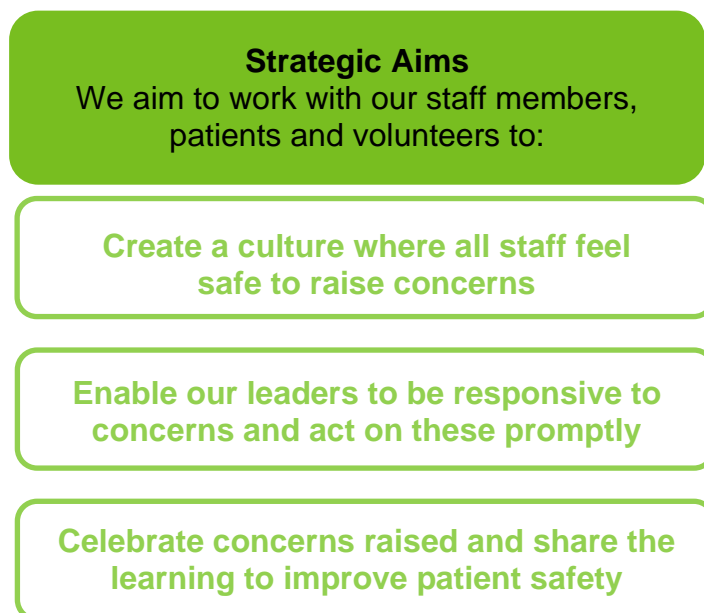 Strategic Aims
We aim to work with our staff members,
patients and volunteers to:
Create a culture where all staff feel
safe to raise concerns
Enable our leaders to be responsive to
concerns and act on these promptly
Celebrate concerns raised and share the
learning to improve patient safety